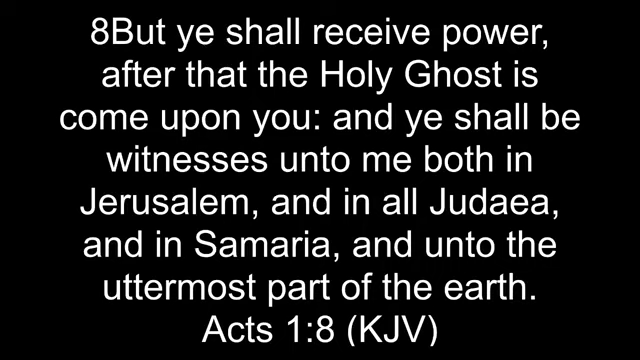 8But ye shall receive power,
after that the Holy Ghost is
come upon you: and ye shall be
witnesses unto me both in
Jerusalem, and in all Judaea,
and in Samaria, and unto the
uttermost part of the earth.
Acts 1:8 (KJV)